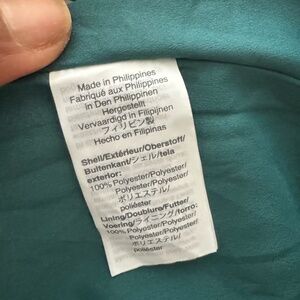 Made in Philippines
Fabriqué aux Philippines
in Den Philippinen
Hergestellt
Vervaardigd in Filipijnen
フィリピン製
Hecho en Filipinas
Shell/Extérieur/Oberstoff/
Buitenkant/シェル/tela
exterior:
100% Polyester/Polyester/
Polyester/Polyester/
ポリエステル/
poliéster
Lining/Doublure/Futter/
Voering/ライニング/forro:
100% Polyester/Polyester/
Polyester/Polyester/
ポリエステル/
poliéster